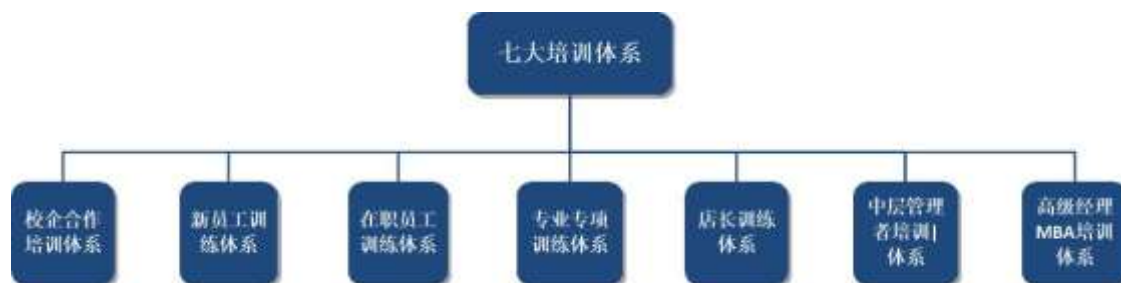 七大培训体系
校企合作
培训体系
新员工训
练体系
在职员工
训练体系
专业专项
训练体系
店长训练
体系
中层管理
者培训|
体系
高级经理
MBA培训
体系